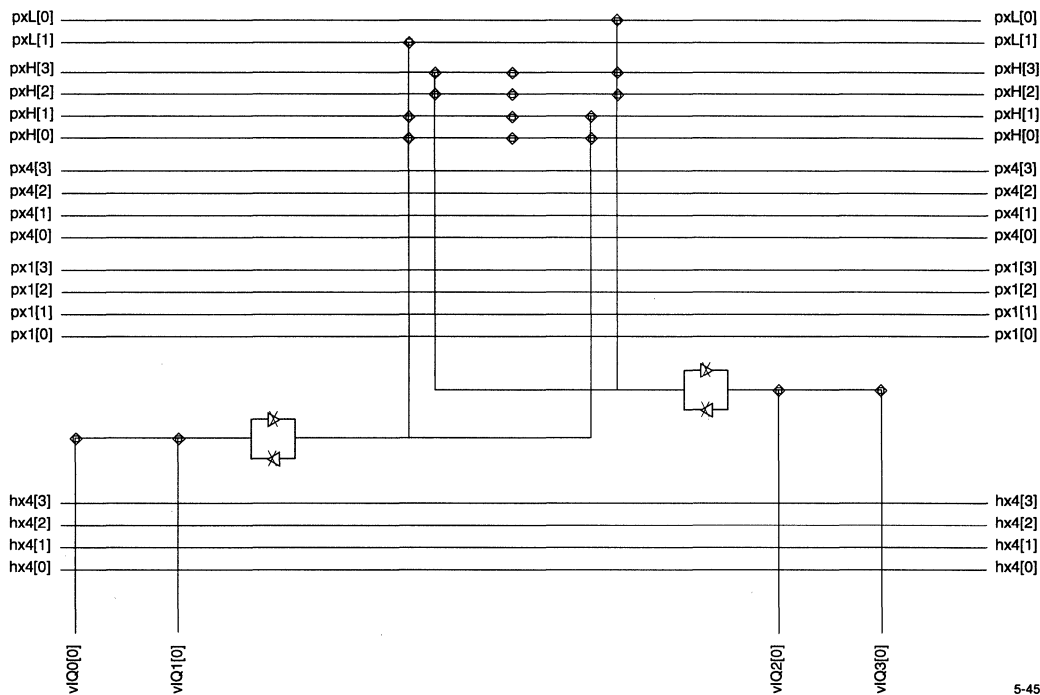 pxL[0] pxL[0]
pxL[1] pxL[1]
pxH[3] pxH[3]
pxH[2] pxH[2]
pxH[1] pxH[1]
pxH[0] pxH[0]
px4[3] px4[3]
px4[2] px4[2]
px4[1] px4[1]
px4[0] px4[0]
px1[3] px1[3]
px1[2] px1[2]
px1[1] px1[1]
px1[0] px1[0]
hx4[3] hx4[3]
hx4[2] hx4[2]
hx4[1] hx4[1]
hx4[0] hx4[0]
vIQ0[0] vIQ1[0] vIQ2[0] vIQ3[0]
5-45